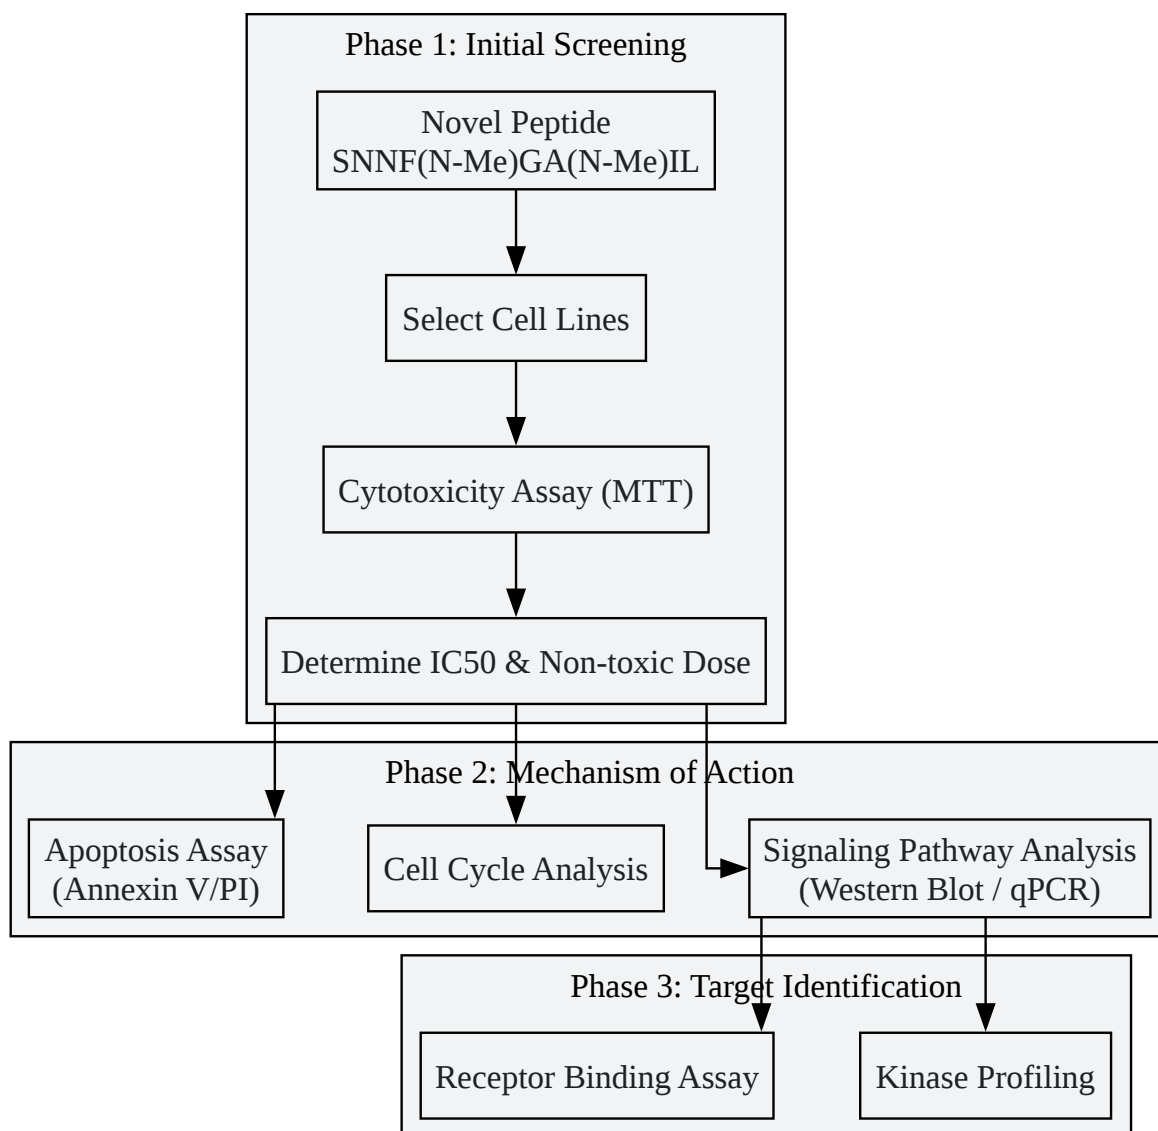 Phase 1: Initial Screening
Novel Peptide
SNNF(N-Me)GA(N-Me)IL
Select Cell Lines
Cytotoxicity Assay (MTT)
Determine IC50 & Non-toxic Dose
Phase 2: Mechanism of Action
Apoptosis Assay
(Annexin V/PI)
Cell Cycle Analysis
Signaling Pathway Analysis
(Western Blot / qPCR)
Phase 3: Target Identification
Receptor Binding Assay
Kinase Profiling